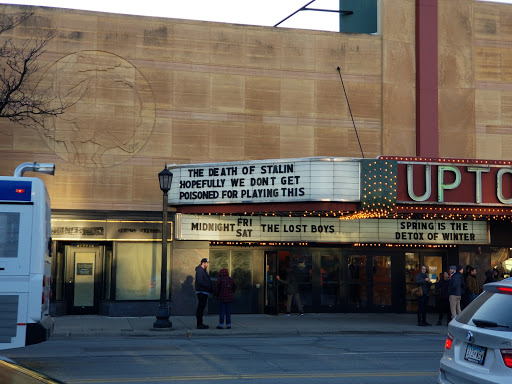 THE DEATH OF STALIN
HOPEFULLY WE DON'T GET
POISONED FOR PLAYING THIS
UPTO
MIDNIGHT FRI SAT THE LOST BOYS
SPRING IS THE
DETOX OF WINTER